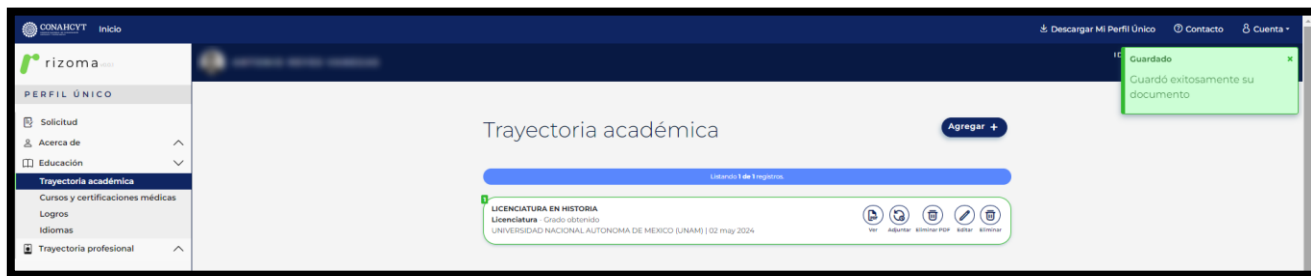 CONAHCYT Inicio Descargar Mi Perfil Único Contacto Cuenta
rizoma
PERFIL ÚNICO
Guardado x
Guardó exitosamente su
documento
Solicitud
Acerca de
Educación
Trayectoria académica
Cursos y certificaciones médicas
Logros
Idiomas
Trayectoria profesional
Trayectoria académica Agregar +
Listando 1 de 1 registros.
1
LICENCIATURA EN HISTORIA
Licenciatura - Grado obtenido
UNIVERSIDAD NACIONAL AUTONOMA DE MEXICO (UNAM) | 02 may 2024
Ver Adjuntar Eliminar PDF Editar Eliminar